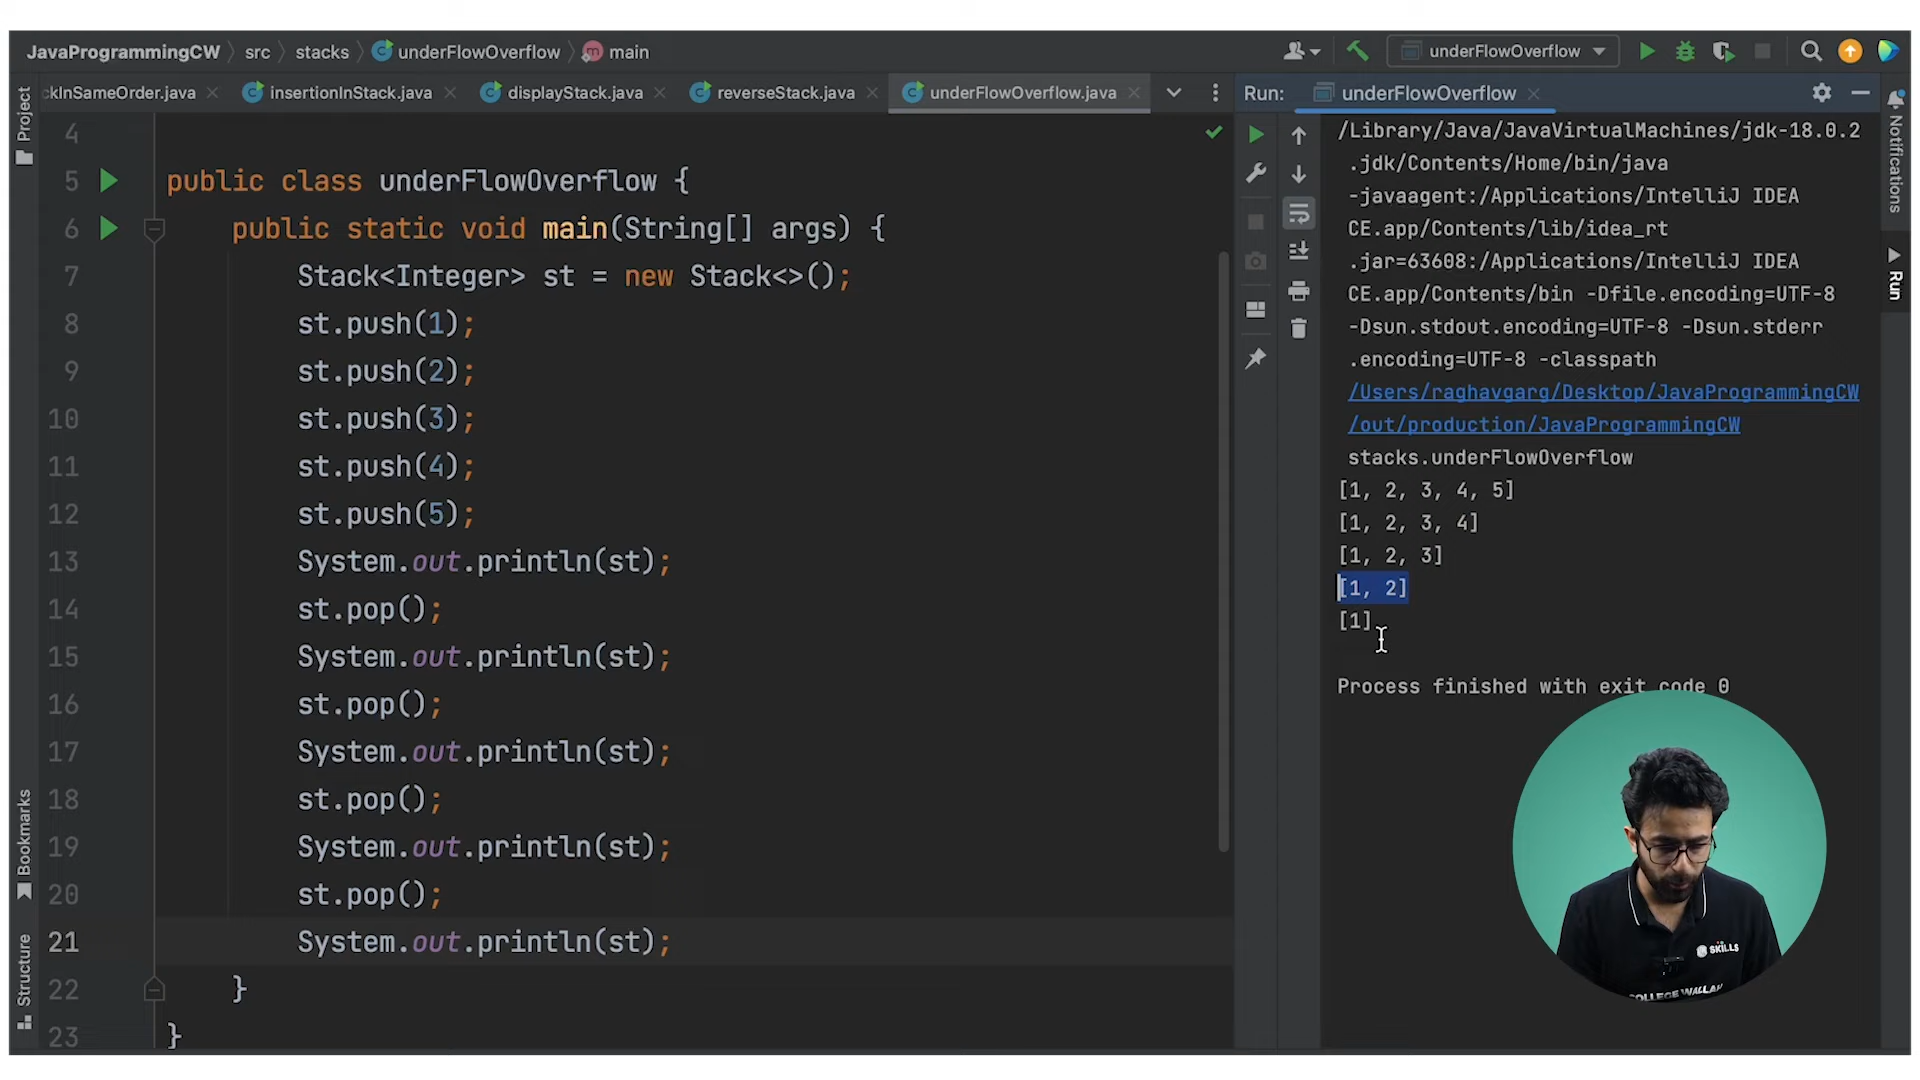 JavaProgrammingCW src stacks underFlowOverflow main underFlowOverflow
ckInSameOrder.java insertionInStack.java displayStack.java reverseStack.java underFlowOverflow.java
Run: underFlowOverflow
Project
Bookmarks
Structure
4
5 public class underFlowOverflow {
6 public static void main(String[] args) {
7 Stack<Integer> st = new Stack<>();
8 st.push(1);
9 st.push(2);
10 st.push(3);
11 st.push(4);
12 st.push(5);
13 System.out.println(st);
14 st.pop();
15 System.out.println(st);
16 st.pop();
17 System.out.println(st);
18 st.pop();
19 System.out.println(st);
20 st.pop();
21 System.out.println(st);
22 }
23 }
/Library/Java/JavaVirtualMachines/jdk-18.0.2
.jdk/Contents/Home/bin/java
-javaagent:/Applications/IntelliJ IDEA
CE.app/Contents/lib/idea_rt
.jar=63608:/Applications/IntelliJ IDEA
CE.app/Contents/bin -Dfile.encoding=UTF-8
-Dsun.stdout.encoding=UTF-8 -Dsun.stderr
.encoding=UTF-8 -classpath
/Users/raghavgarg/Desktop/JavaProgrammingCW
/out/production/JavaProgrammingCW
stacks.underFlowOverflow
[1, 2, 3, 4, 5]
[1, 2, 3, 4]
[1, 2, 3]
[1, 2]
[1]
Process finished with exit code 0
Notifications
Run
SKILLS
COLLEGE WALLAH